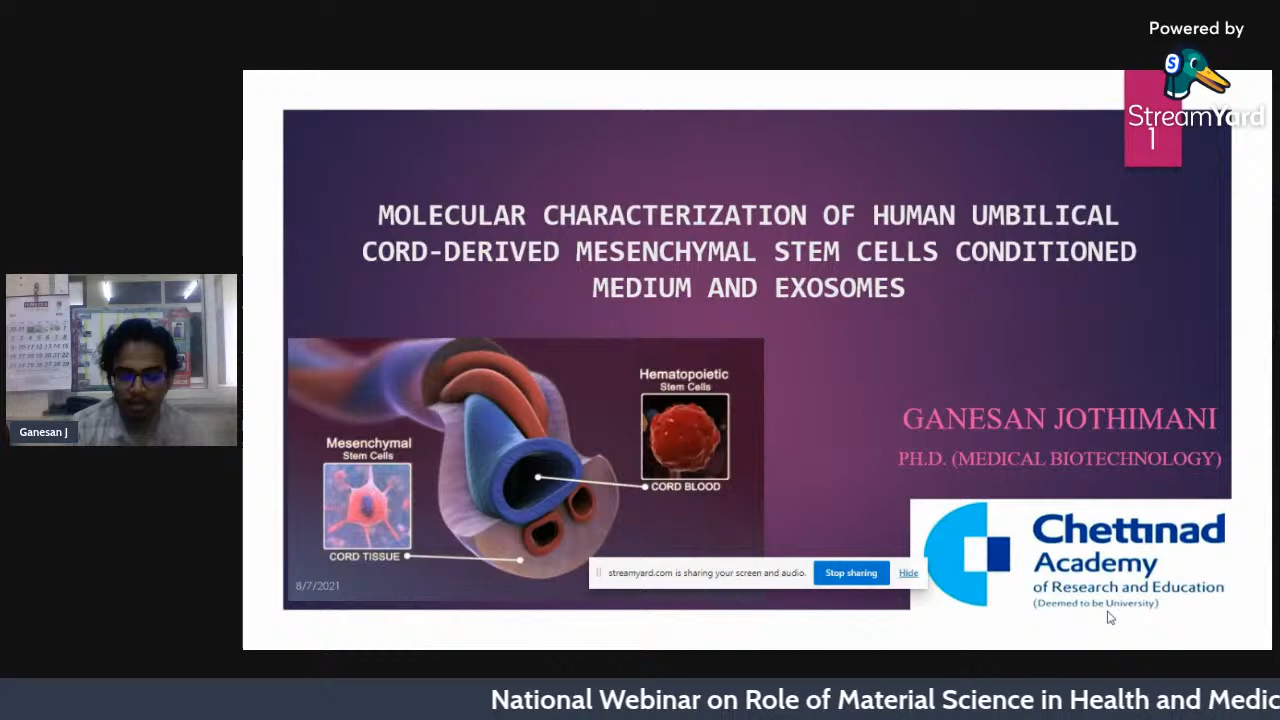 Powered by
StreamYard
1
MOLECULAR CHARACTERIZATION OF HUMAN UMBILICAL
CORD-DERIVED MESENCHYMAL STEM CELLS CONDITIONED
MEDIUM AND EXOSOMES
Hematopoietic
Stem Cells
CORD BLOOD
Mesenchymal
Stem Cells
CORD TISSUE
8/7/2021
GANESAN JOTHIMANI
PH.D. (MEDICAL BIOTECHNOLOGY)
Chettinad
Academy
of Research and Education
(Deemed to be University)
streamyard.com is sharing your screen and audio.
Stop sharing
Hide
Ganesan J
National Webinar on Role of Material Science in Health and Medic